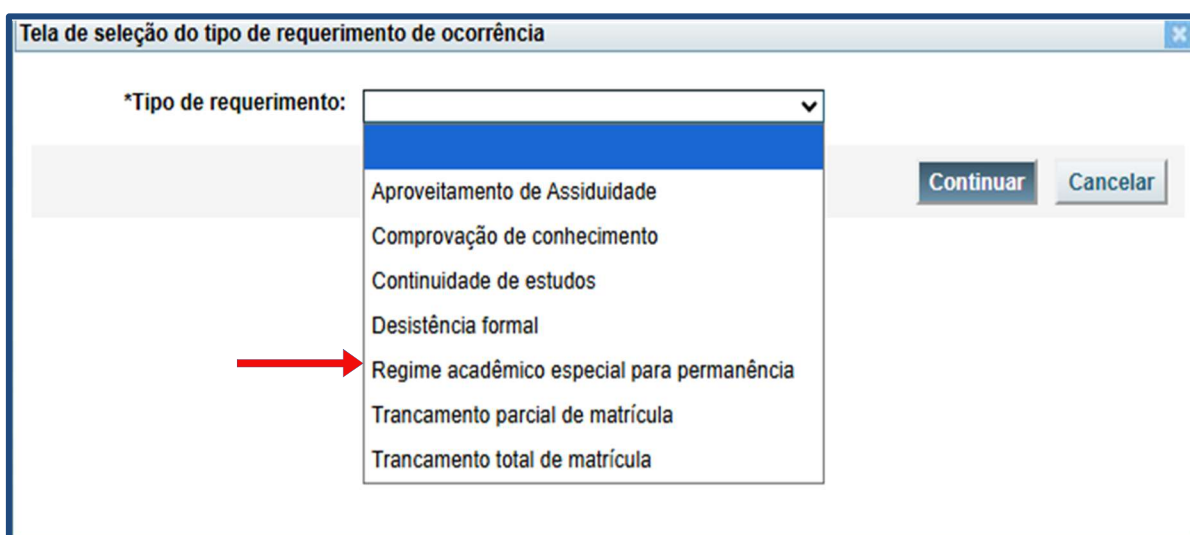 Tela de seleção do tipo de requerimento de ocorrência
*Tipo de requerimento:
Aproveitamento de Assiduidade
Continuar Cancelar
Comprovação de conhecimento
Continuidade de estudos
Desistência formal
Regime acadêmico especial para permanência
Trancamento parcial de matrícula
Trancamento total de matrícula